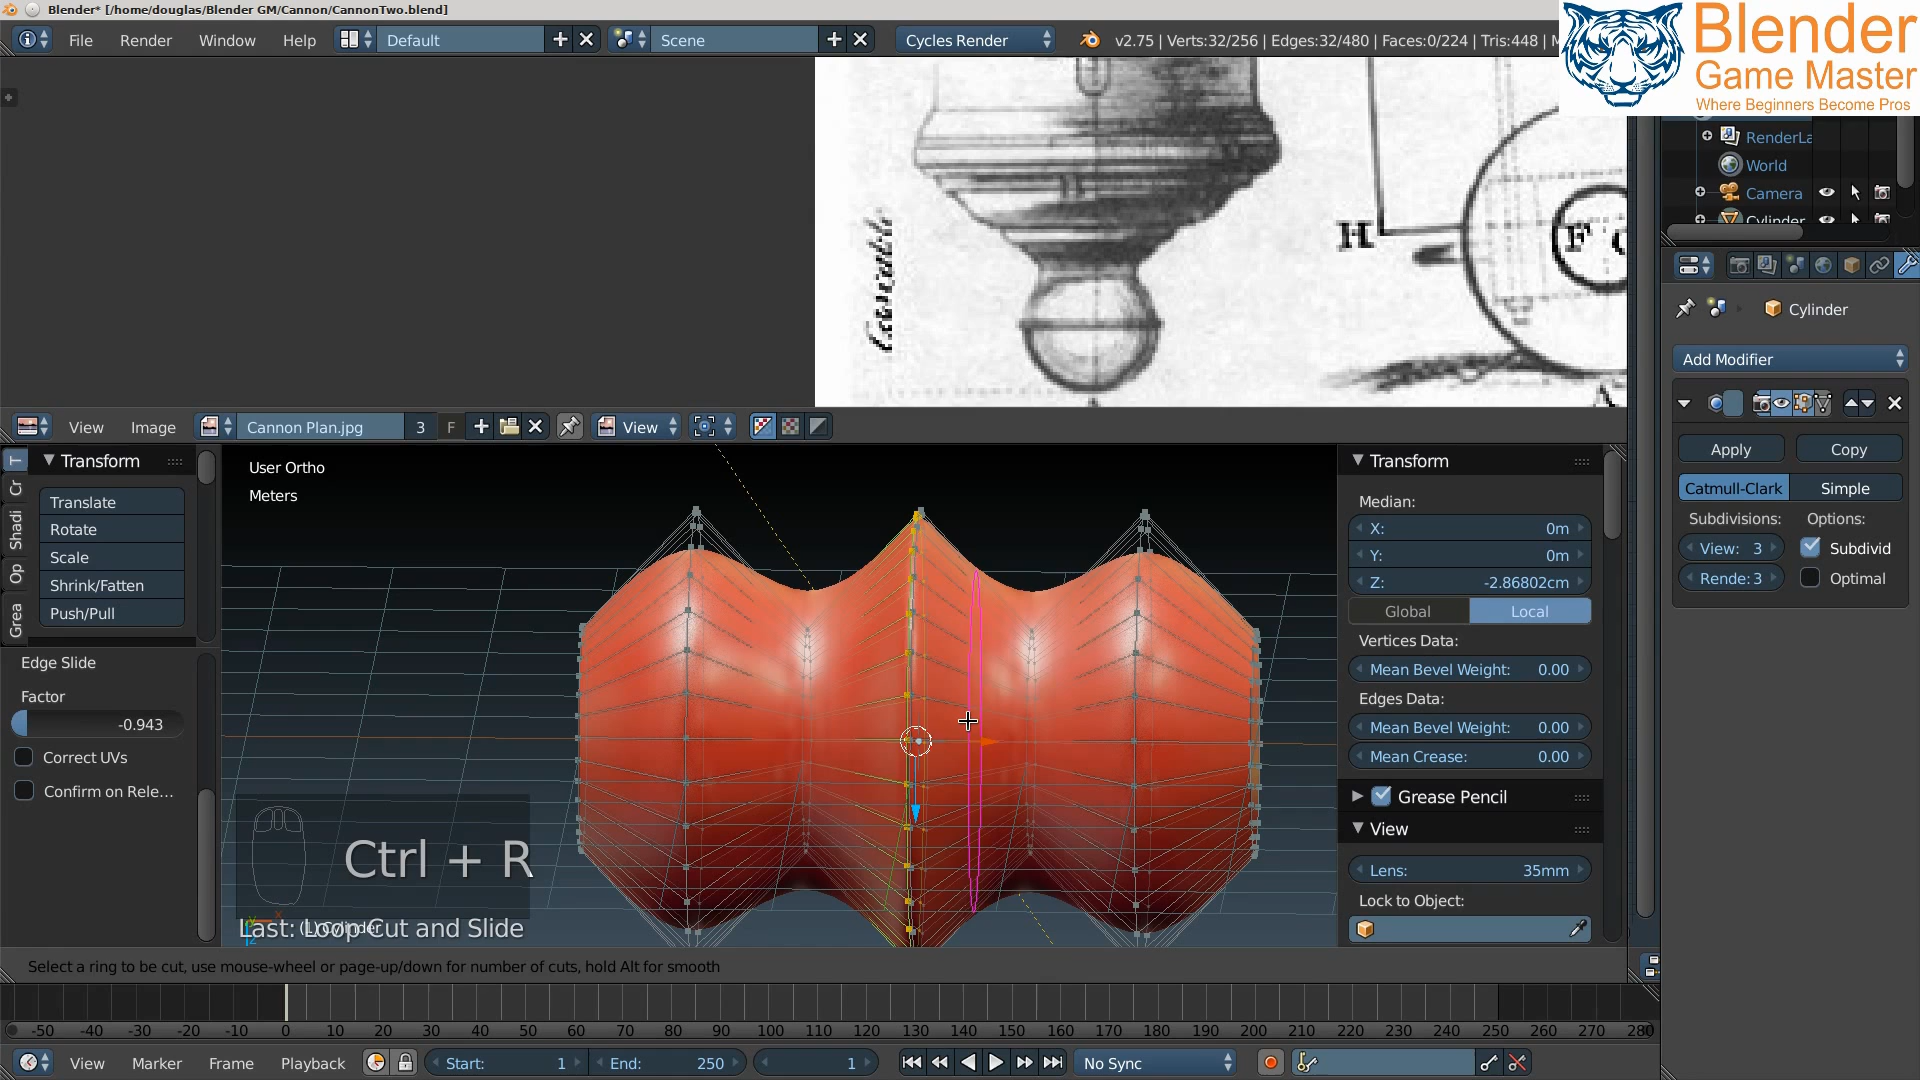 Blender* [/home/douglas/Blender GM/Cannon/CannonTwo.blend]
File Render Window Help Default Scene Cycles Render v2.75 | Verts:32/256 | Edges:32/480 | Faces:0/224 | Tris:448 | M
Blender
Game Master
Where Beginners Become Pros
RenderLa
World
Camera
Cylinder
H
F
Cylinder
Add Modifier
Apply Copy
Catmull-Clark Simple
Subdivisions: Options:
View: 3 Subdivid
Rende: 3 Optimal
View Image Cannon Plan.jpg 3 F View
T
Cr
Shadi
Op
Grea
Transform
Translate
Rotate
Scale
Shrink/Fatten
Push/Pull
Edge Slide
Factor
-0.943
Correct UVs
Confirm on Rele...
User Ortho
Meters
Ctrl + R
Last: Loop Cut and Slide
(1) Cylinder
Transform
Median:
X: 0m
Y: 0m
Z: -2.86802cm
Global Local
Vertices Data:
Mean Bevel Weight: 0.00
Edges Data:
Mean Bevel Weight: 0.00
Mean Crease: 0.00
Grease Pencil
View
Lens: 35mm
Lock to Object:
Select a ring to be cut, use mouse-wheel or page-up/down for number of cuts, hold Alt for smooth
-50 -40 -30 -20 -10 0 10 20 30 40 50 60 70 80 90 100 110 120 130 140 150 160 170 180 190 200 210 220 230 240 250 260 270 280
View Marker Frame Playback Start: 1 End: 250 1 No Sync